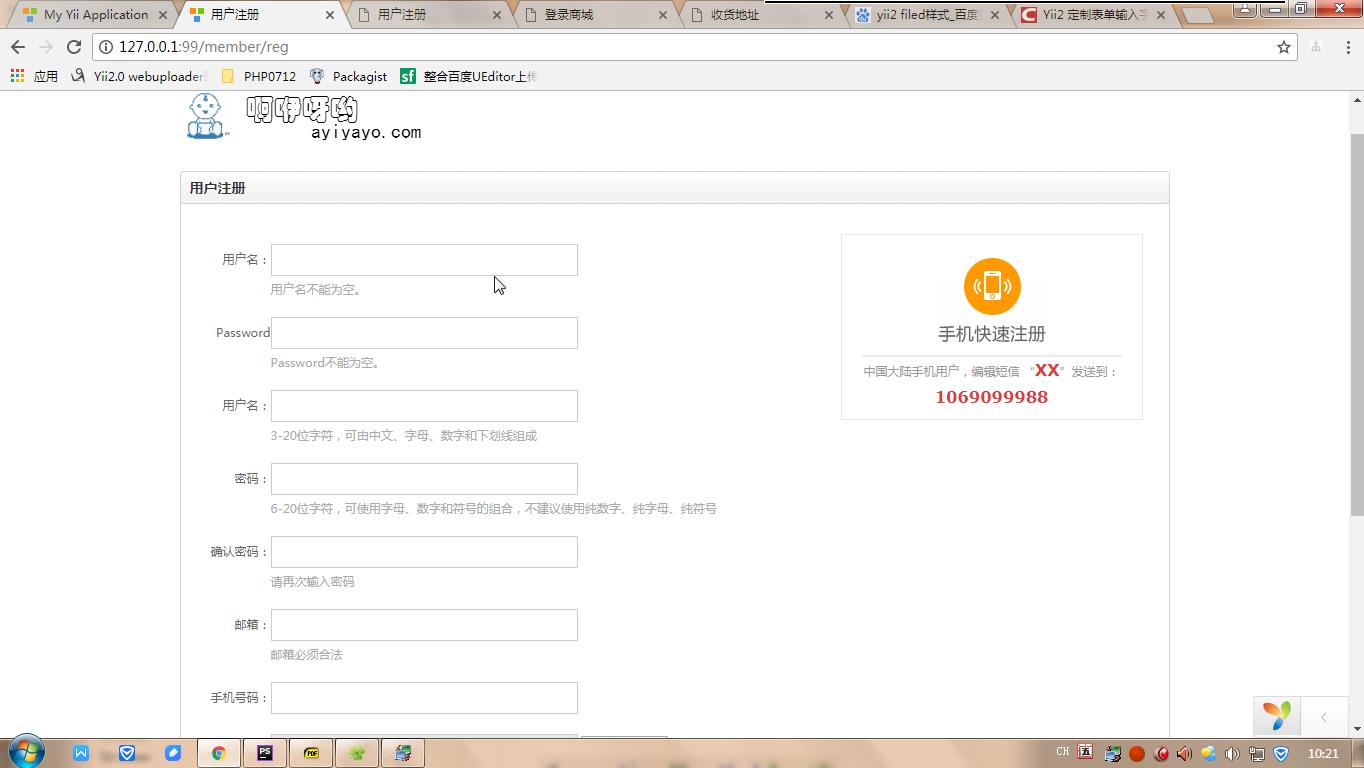 My Yii Application
用户注册
用户注册
登录商城
收货地址
yii2 filed样式_百度
Yii2 定制表单输入字
127.0.0.1:99/member/reg
应用
Yii2.0 webuploader
PHP0712
Packagist
sf
整合百度UEditor上传
啊咿呀哟
ayiyayo.com
用户注册
用户名：
用户名不能为空。
Password
Password不能为空。
用户名：
3-20位字符，可由中文、字母、数字和下划线组成
密码：
6-20位字符，可使用字母、数字和符号的组合，不建议使用纯数字、纯字母、纯符号
确认密码：
请再次输入密码
邮箱：
邮箱必须合法
手机号码：
手机快速注册
中国大陆手机用户，编辑短信 “XX”发送到：
1069099988
PS
PDF
CH
五
10:21